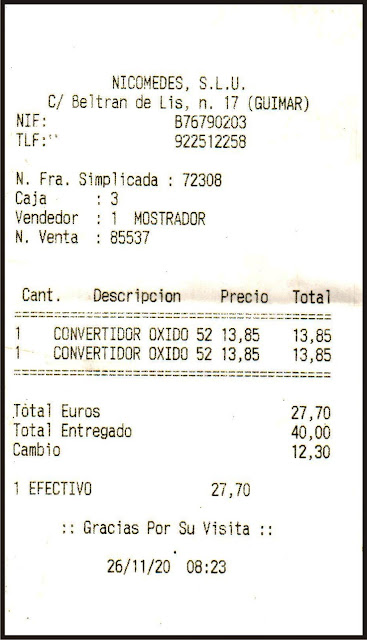 NICOMEDES, S.L.U.
C/ Beltran de Lis, n. 17 (GUIMAR)
NIF: B76790203
TLF: 922512258
N. Fra. Simplicada : 72308
Caja : 3
Vendedor : 1 MOSTRADOR
N. Venta : 85537
Cant. Descripcion Precio Total
1 CONVERTIDOR OXIDO 52 13,85 13,85
1 CONVERTIDOR OXIDO 52 13,85 13,85
Total Euros 27,70
Total Entregado 40,00
Cambio 12,30
1 EFECTIVO 27,70
:: Gracias Por Su Visita ::
26/11/20 08:23